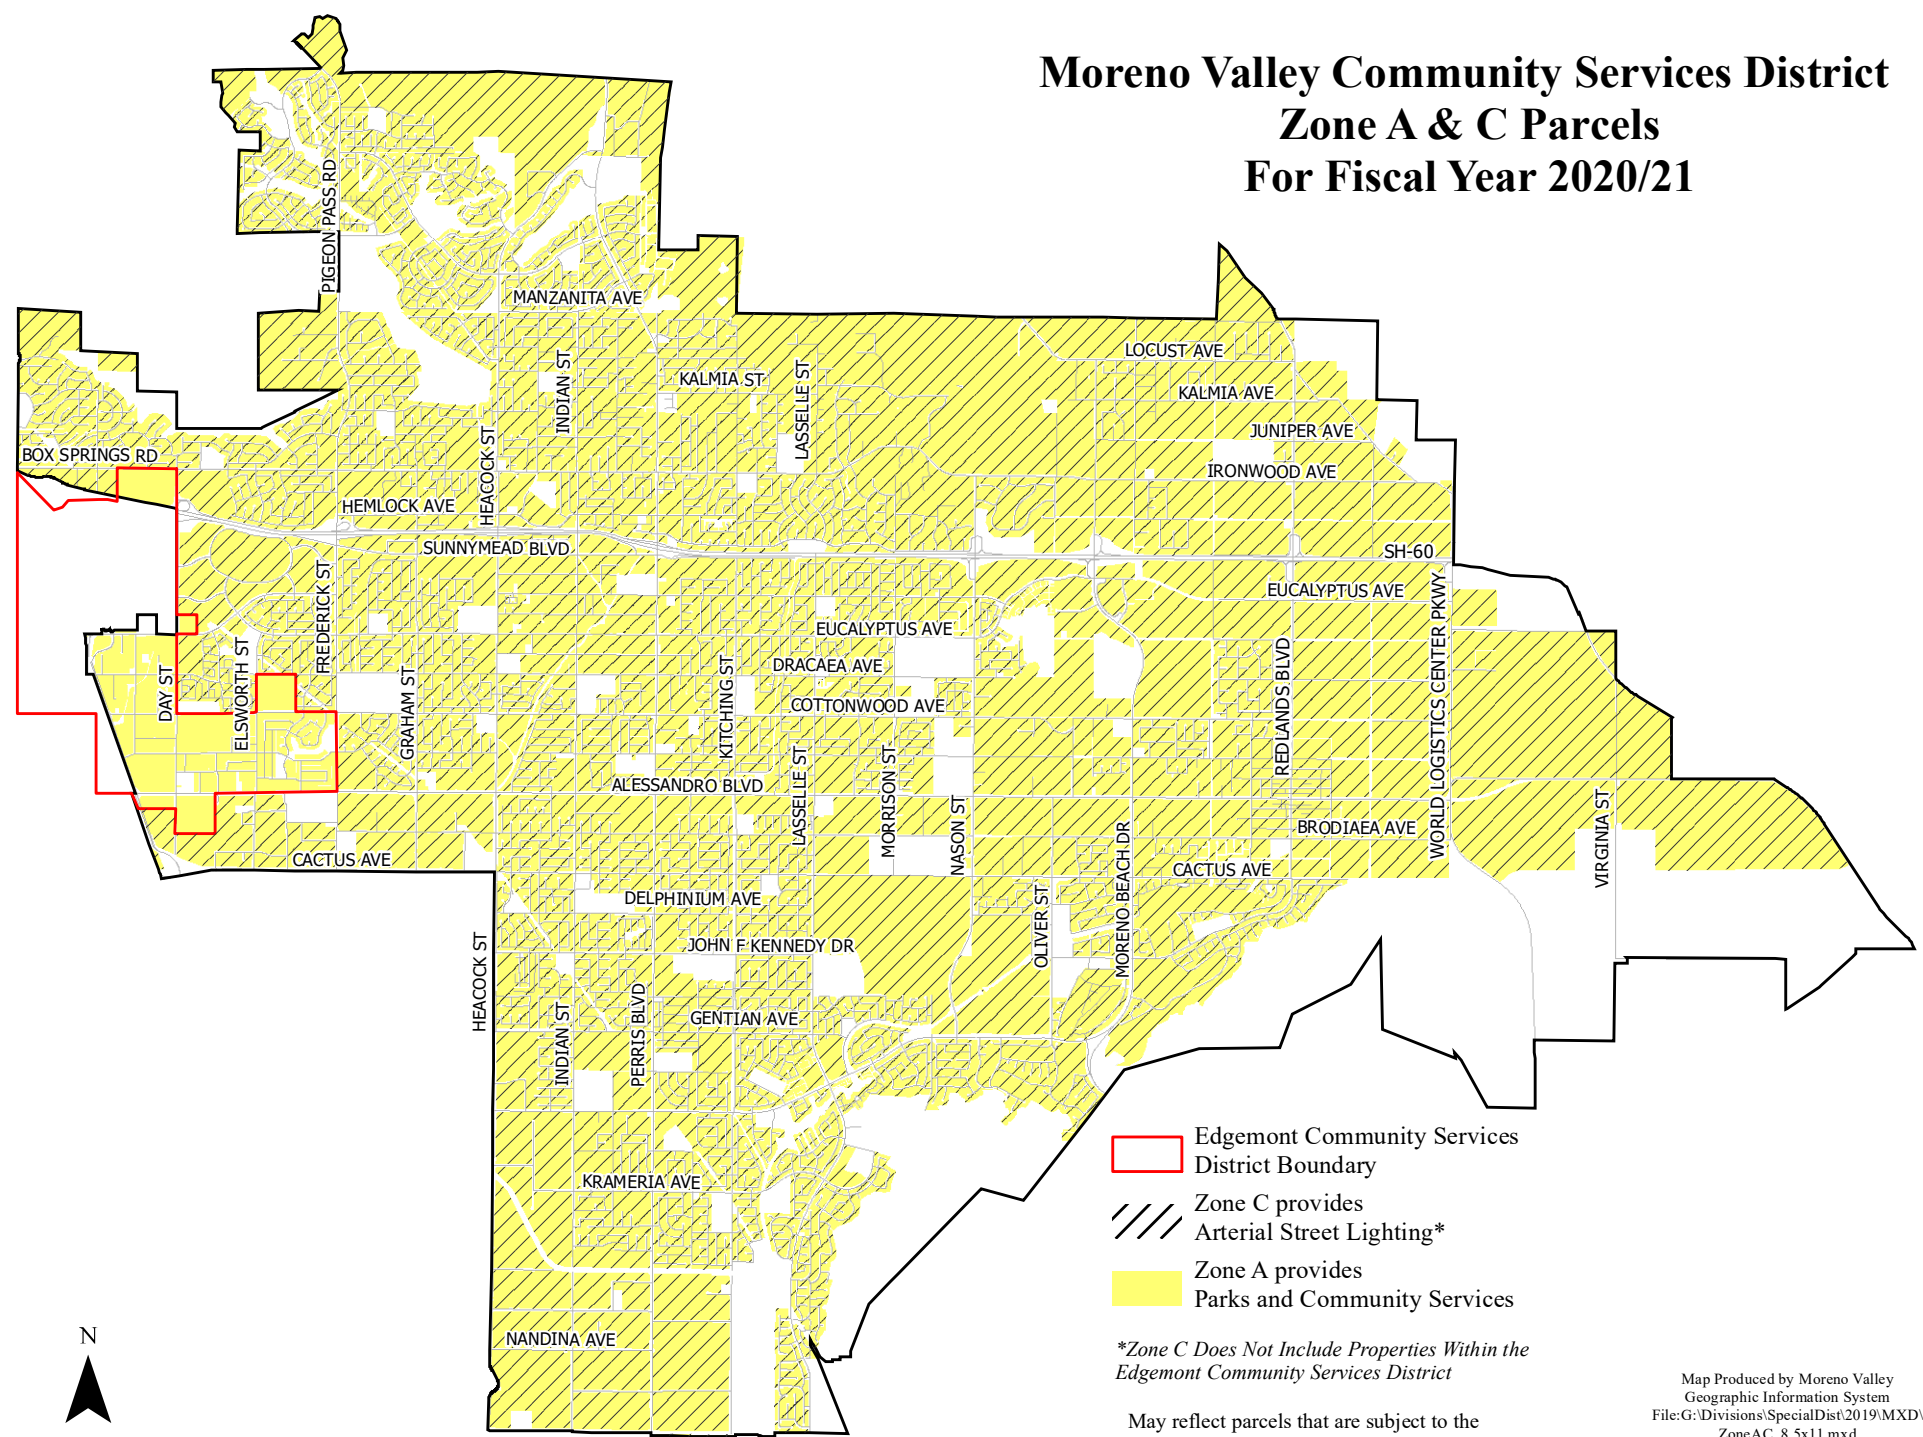 Moreno Valley Community Services District
Zone A & C Parcels
For Fiscal Year 2020/21
PIGEON PASS RD
MANZANITA AVE
LOCUST AVE
INDIAN ST
KALMIA ST
LASSELLE ST
KALMIA AVE
JUNIPER AVE
BOX SPRINGS RD
HEACOCK ST
IRONWOOD AVE
HEMLOCK AVE
SUNNYMEAD BLVD
SH-60
FREDERICK ST
EUCALYPTUS AVE
EUCALYPTUS AVE
WORLD LOGISTICS CENTER PKWY
ELSWORTH ST
DAY ST
GRAHAM ST
KITCHING ST
DRACAEA AVE
REDLANDS BLVD
COTTONWOOD AVE
ALESSANDRO BLVD
LASSELLE ST
MORRISON ST
NASON ST
BRODIAEA AVE
VIRGINIA ST
CACTUS AVE
CACTUS AVE
MORENO BEACH DR
DELPHINIUM AVE
OLIVER ST
JOHN F KENNEDY DR
HEACOCK ST
INDIAN ST
PERRIS BLVD
GENTIAN AVE
KRAMERIA AVE
NANDINA AVE
Edgemont Community Services
District Boundary
Zone C provides
Arterial Street Lighting*
Zone A provides
Parks and Community Services
*Zone C Does Not Include Properties Within the
Edgemont Community Services District
May reflect parcels that are subject to the
N
Map Produced by Moreno Valley
Geographic Information System
File:G:\Divisions\SpecialDist\2019\MXD\
ZoneAC_8.5x11.mxd